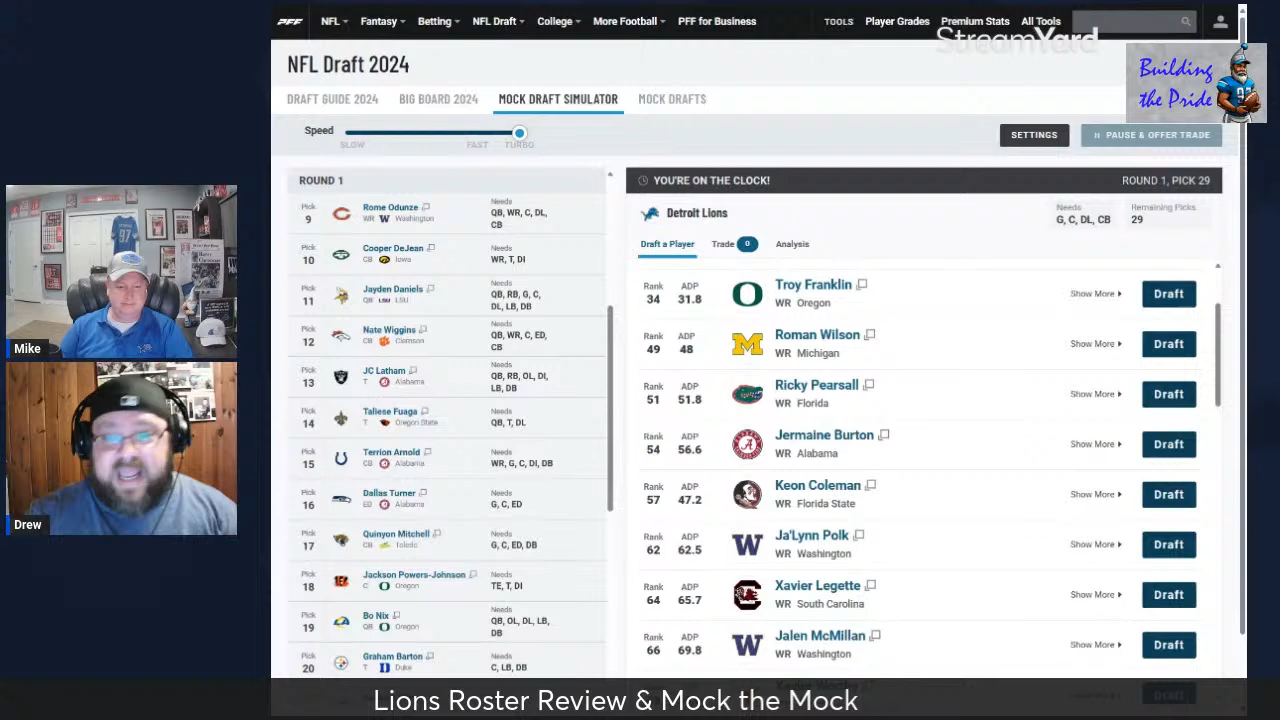 PFF NFL Fantasy Betting NFL Draft College More Football PFF for Business TOOLS Player Grades Premium Stats All Tools
StreamYard
Building
the Pride
NFL Draft 2024
DRAFT GUIDE 2024 BIG BOARD 2024 MOCK DRAFT SIMULATOR MOCK DRAFTS
Speed
SLOW FAST TURBO
SETTINGS PAUSE & OFFER TRADE
ROUND 1
Pick 9 Rome Odunze WR Washington Needs QB, WR, C, DL, CB
Pick 10 Cooper DeJean CB Iowa Needs WR, T, DI
Pick 11 Jayden Daniels QB LSU LSU Needs QB, RB, G, C, DL, LB, DB
Pick 12 Nate Wiggins CB Clemson Needs QB, WR, C, ED, CB
Pick 13 JC Latham T Alabama Needs QB, RB, OL, DI, LB, DB
Pick 14 Taliese Fuaga T Oregon State Needs QB, T, DL
Pick 15 Terrion Arnold CB Alabama Needs WR, G, C, DI, DB
Pick 16 Dallas Turner ED Alabama Needs G, C, ED
Pick 17 Quinyon Mitchell CB Toledo Needs G, C, ED, DB
Pick 18 Jackson Powers-Johnson C Oregon Needs TE, T, DI
Pick 19 Bo Nix QB Oregon Needs QB, OL, DL, LB, DB
Pick 20 Graham Barton T Duke Needs C, LB, DB
YOU'RE ON THE CLOCK! ROUND 1, PICK 29
Detroit Lions
Needs G, C, DL, CB
Remaining Picks 29
Draft a Player Trade 0 Analysis
Rank 34 ADP 31.8 Troy Franklin WR Oregon Show More Draft
Rank 49 ADP 48 Roman Wilson WR Michigan Show More Draft
Rank 51 ADP 51.8 Ricky Pearsall WR Florida Show More Draft
Rank 54 ADP 56.6 Jermaine Burton WR Alabama Show More Draft
Rank 57 ADP 47.2 Keon Coleman WR Florida State Show More Draft
Rank 62 ADP 62.5 Ja'Lynn Polk WR Washington Show More Draft
Rank 64 ADP 65.7 Xavier Legette WR South Carolina Show More Draft
Rank 66 ADP 69.8 Jalen McMillan WR Washington Show More Draft
97
Mike
Drew
Lions Roster Review & Mock the Mock